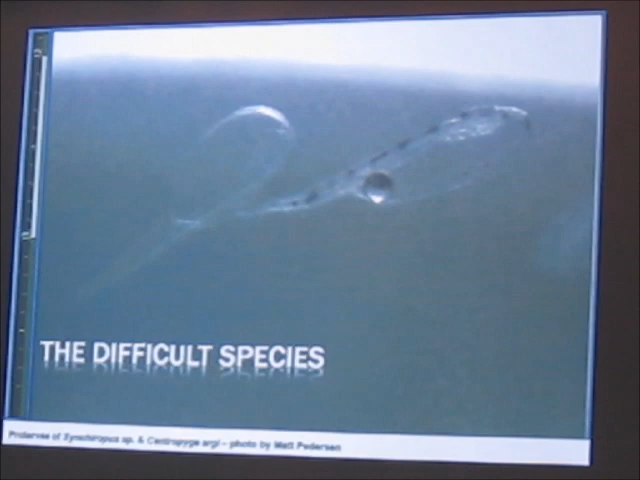 THE DIFFICULT SPECIES
Prolarvae of Synchiropus sp. & Centropyge argi – photo by Matt Pedersen